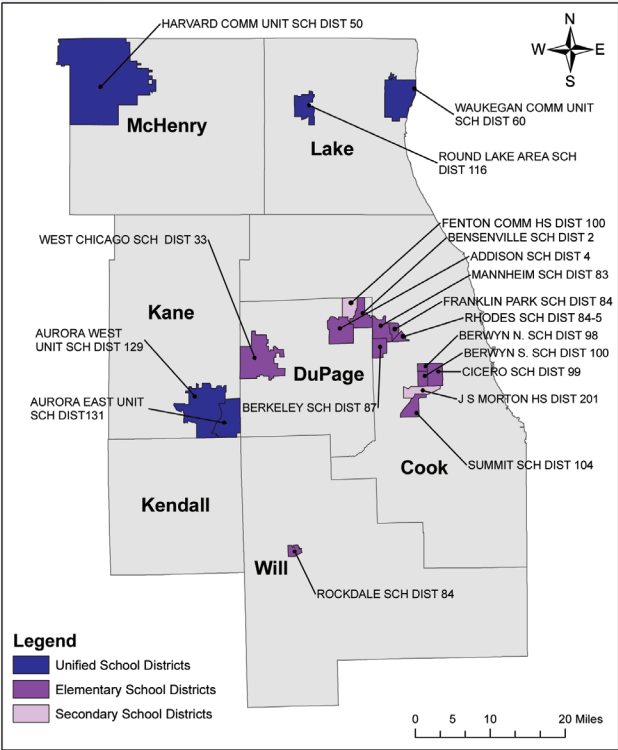 HARVARD COMM UNIT SCH DIST 50
N
W
E
S
McHenry
Lake
WAUKEGAN COMM UNIT
SCH DIST 60
ROUND LAKE AREA SCH
DIST 116
FENTON COMM HS DIST 100
BENSENVILLE SCH DIST 2
WEST CHICAGO SCH DIST 33
ADDISON SCH DIST 4
MANNHEIM SCH DIST 83
FRANKLIN PARK SCH DIST 84
Kane
RHODES SCH DIST 84-5
AURORA WEST
UNIT SCH DIST 129
BERWYN N. SCH DIST 98
BERWYN S. SCH DIST 100
DuPage
CICERO SCH DIST 99
AURORA EAST UNIT
SCH DIST131
BERKELEY SCH DIST 87
J S MORTON HS DIST 201
Cook
SUMMIT SCH DIST 104
Kendall
Will
ROCKDALE SCH DIST 84
Legend
Unified School Districts
Elementary School Districts
Secondary School Districts
0 5 10 20 Miles